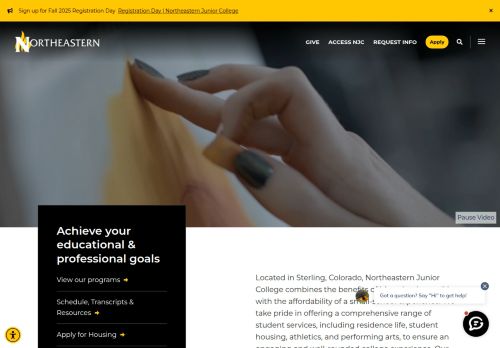 Sign up for Fall 2025 Registration Day  Registration Day | Northeastern Junior College
NORTHEASTERN
GIVE
ACCESS NJC
REQUEST INFO
Apply
Pause Video
Achieve your
educational &
professional goals
View our programs
Schedule, Transcripts &
Resources
Apply for Housing
Located in Sterling, Colorado, Northeastern Junior
College combines the benefits
with the affordability of a
take pride in offering a comprehensive range of
student services, including residence life, student
housing, athletics, and performing arts, to ensure an
Got a question? Say "Hi" to get help!